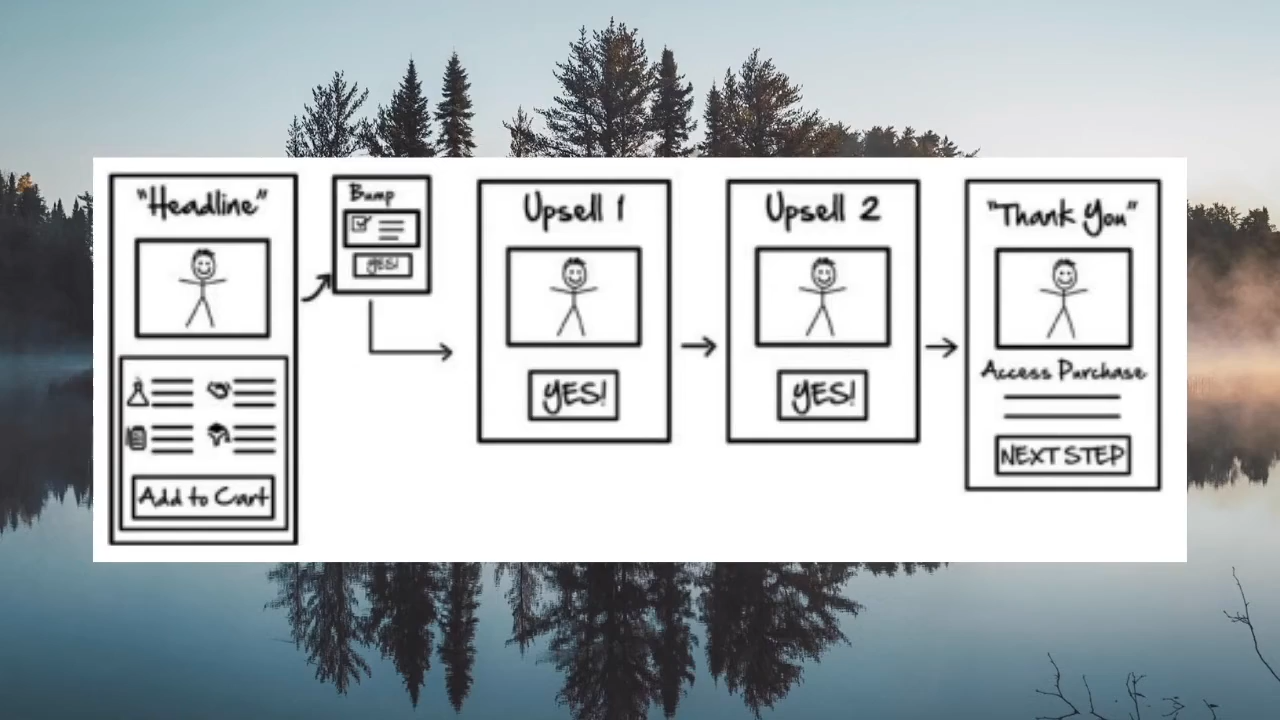 "Headline"
Add to Cart
Bump
YES!
Upsell 1
YES!
Upsell 2
YES!
"Thank You"
Access Purchase
NEXT STEP